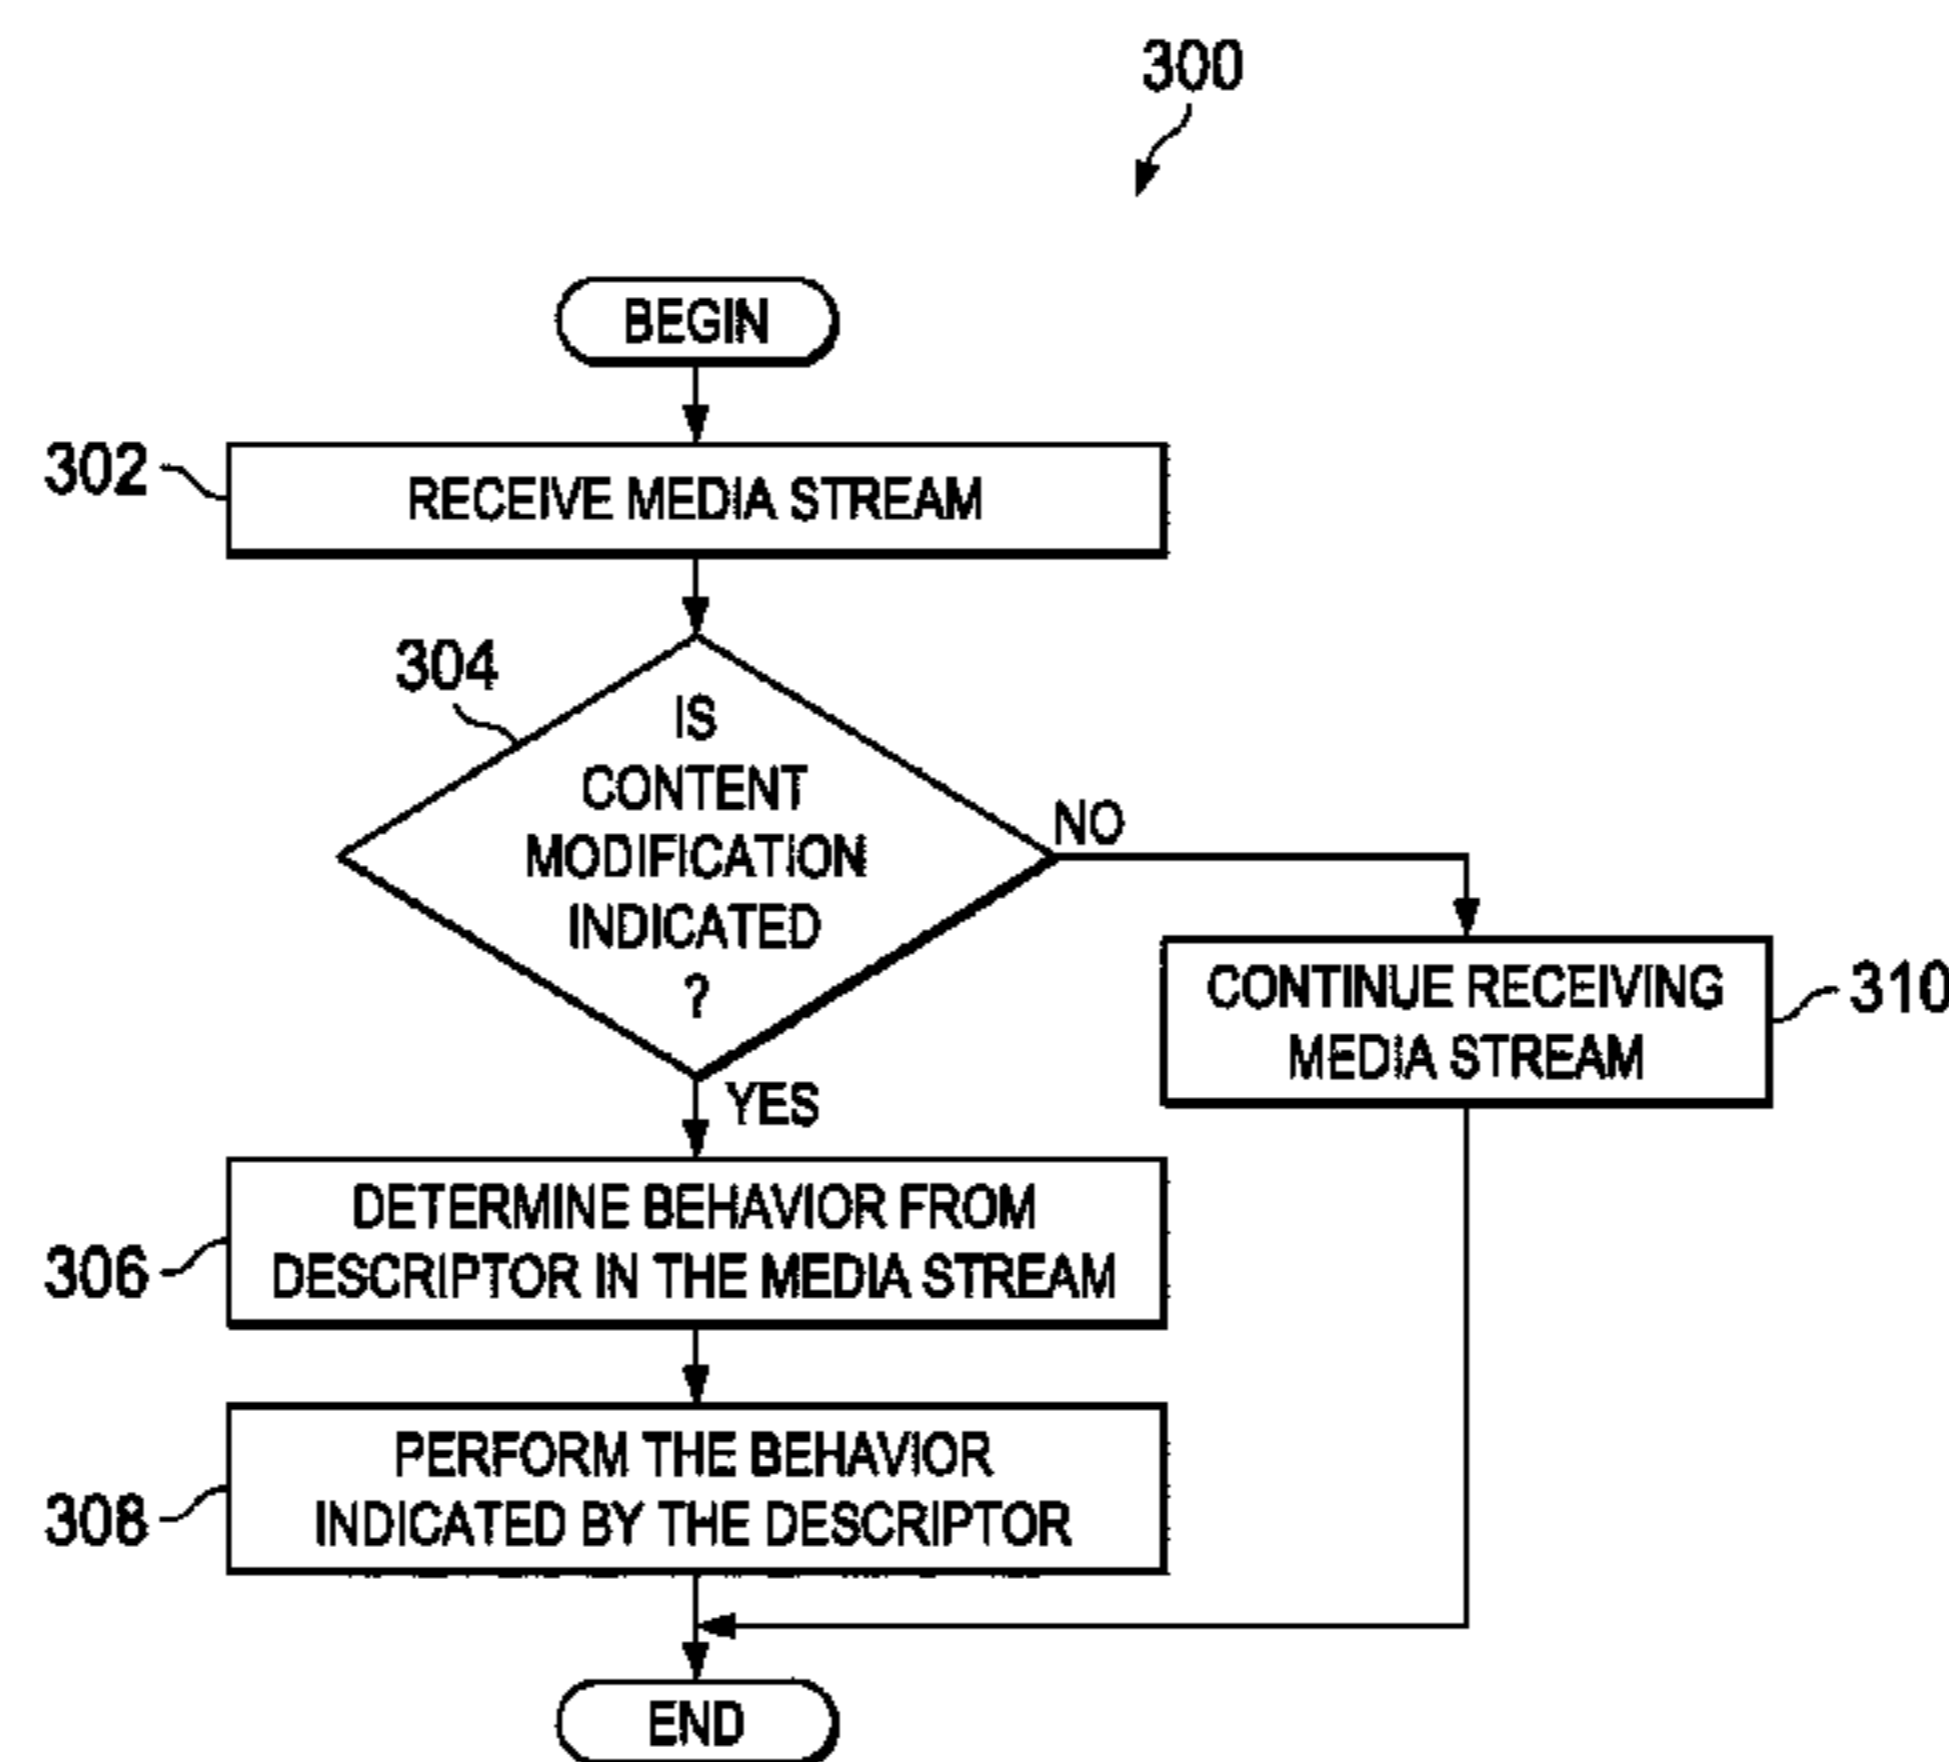 300
BEGIN
302
RECEIVE MEDIA STREAM
304
IS
CONTENT
MODIFICATION
INDICATED
?
NO
YES
CONTINUE RECEIVING
MEDIA STREAM
310
DETERMINE BEHAVIOR FROM
DESCRIPTOR IN THE MEDIA STREAM
306
PERFORM THE BEHAVIOR
INDICATED BY THE DESCRIPTOR
308
END